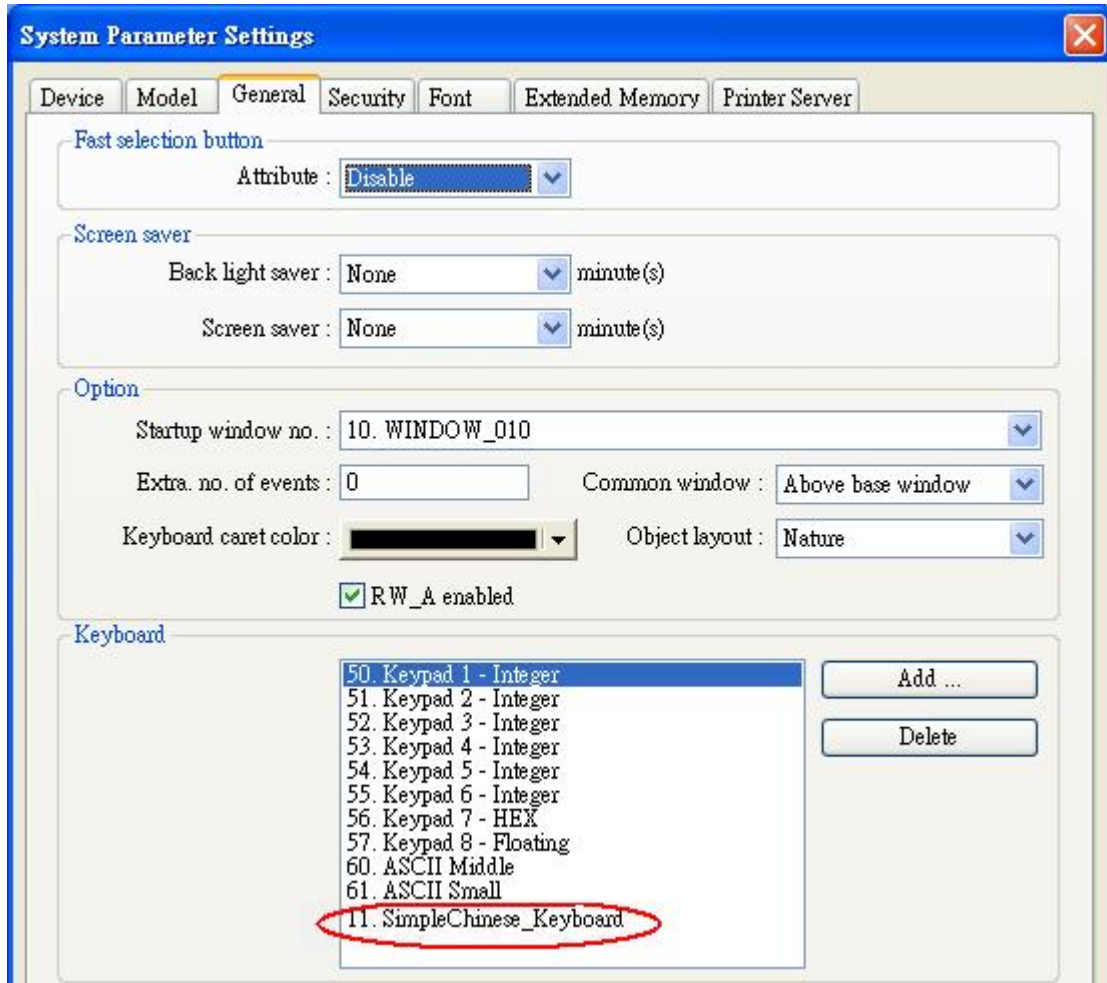 System Parameter Settings
Device Model General Security Font Extended Memory Printer Server
Fast selection button
Attribute : Disable
Screen saver
Back light saver : None minute(s)
Screen saver : None minute(s)
Option
Startup window no. : 10. WINDOW_010
Extra. no. of events : 0 Common window : Above base window
Keyboard caret color : Object layout : Nature
RW_A enabled
Keyboard
50. Keypad 1 - Integer Add ...
51. Keypad 2 - Integer
52. Keypad 3 - Integer
53. Keypad 4 - Integer Delete
54. Keypad 5 - Integer
55. Keypad 6 - Integer
56. Keypad 7 - HEX
57. Keypad 8 - Floating
60. ASCII Middle
61. ASCII Small
11. SimpleChinese_Keyboard